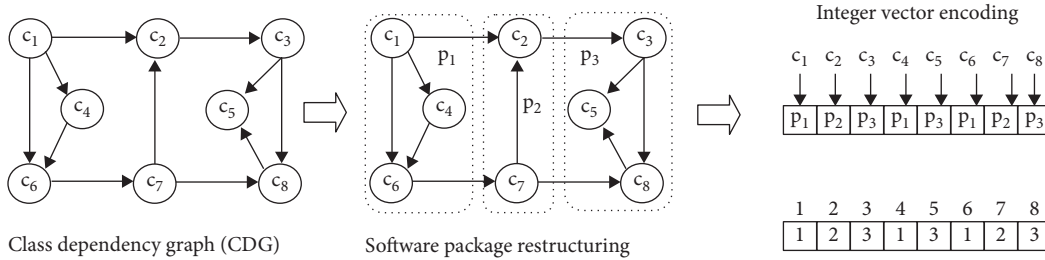 Integer vector encoding
c1 c2 c3 c1 c2 c3
p1 p3
c4 c5 c4 c5
p2
c6 c7 c8 c6 c7 c8
c1 c2 c3 c4 c5 c6 c7 c8
p1 p2 p3 p1 p3 p1 p2 p3
1 2 3 4 5 6 7 8
1 2 3 1 3 1 2 3
Class dependency graph (CDG)
Software package restructuring